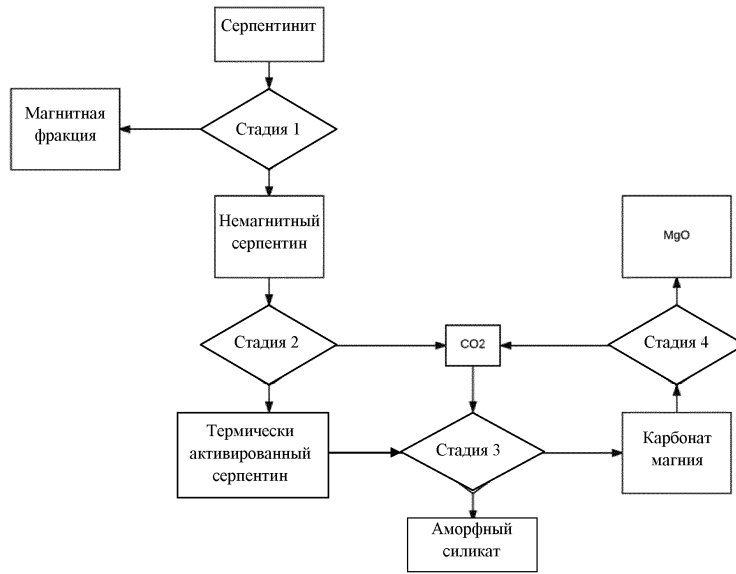 Серпентинит
Магнитная
фракция
Стадия 1
Немагнитный
серпентин
MgO
Стадия 2
CO2
Стадия 4
Термически
активированный
серпентин
Стадия 3
Карбонат
магния
Аморфный
силикат